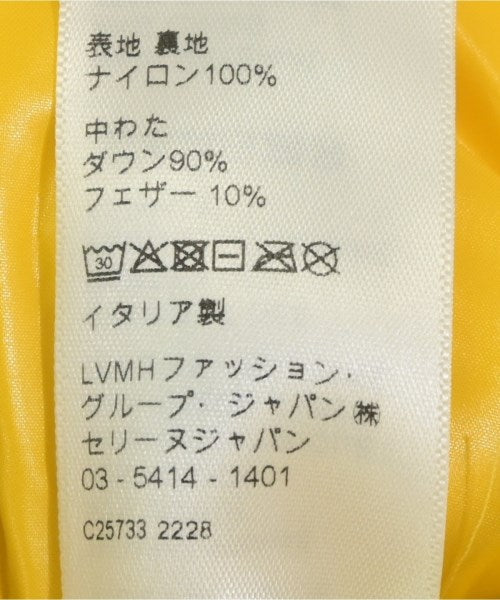 表地 裏地
ナイロン100%
中わた
ダウン90%
フェザー 10%
30
イタリア製
LVMHファッション・
グループ・ジャパン㈱
セリーヌジャパン
03 - 5414 - 1401
C25733 2228